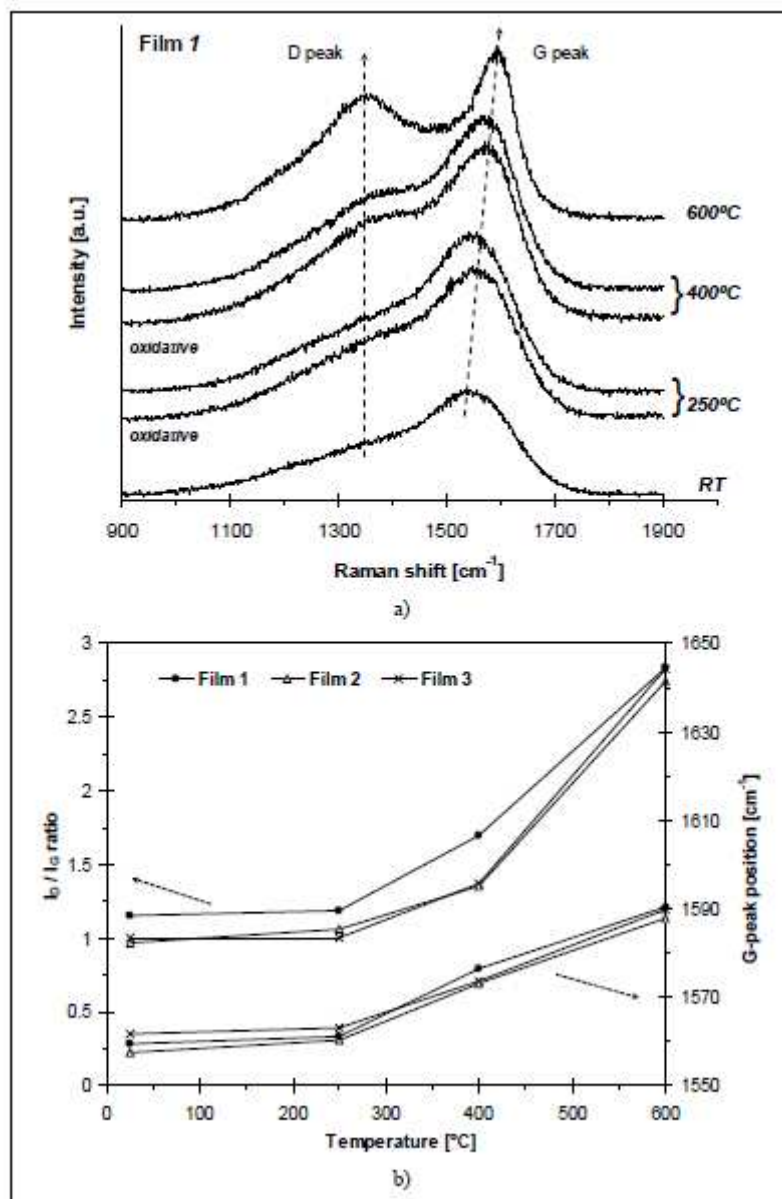 Film 1
D peak
G peak
Intensity [a.u.]
600ºC
} 400ºC
oxidative
} 250ºC
oxidative
RT
900 1100 1300 1500 1700 1900
Raman shift [cm⁻¹]
a)
3 1650
Film 1 Film 2 Film 3
2.5
1630
2
I_D / I_G ratio
1610
G-peak position [cm⁻¹]
1.5
1590
1
1570
0.5
0 1550
0 100 200 300 400 500 600
Temperature [ºC]
b)